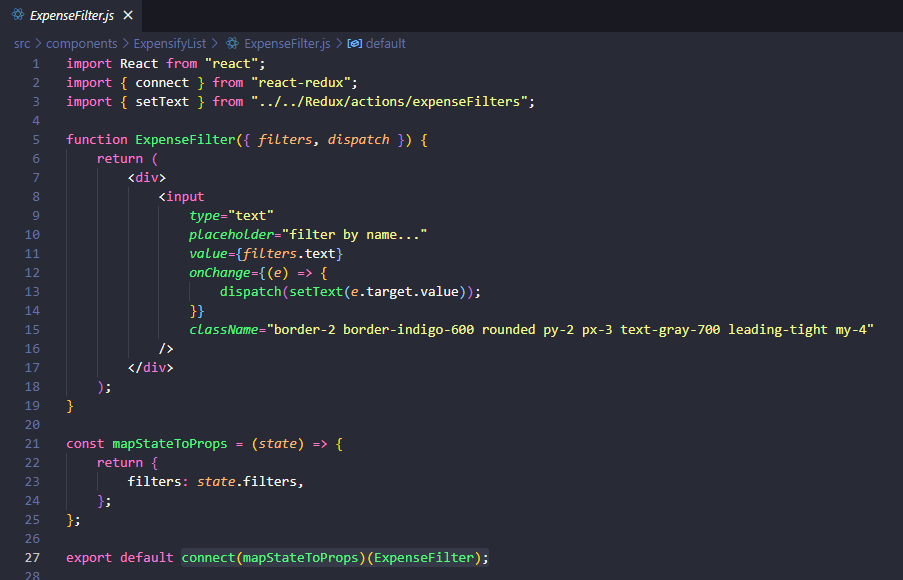 ExpenseFilter.js ×
src > components > ExpensifyList > ExpenseFilter.js > default
1 import React from "react";
2 import { connect } from "react-redux";
3 import { setText } from "../../Redux/actions/expenseFilters";
4
5 function ExpenseFilter({ filters, dispatch }) {
6     return (
7         <div>
8             <input
9                 type="text"
10                 placeholder="filter by name..."
11                 value={filters.text}
12                 onChange={(e) => {
13                     dispatch(setText(e.target.value));
14                 }}
15                 className="border-2 border-indigo-600 rounded py-2 px-3 text-gray-700 leading-tight my-4"
16             />
17         </div>
18     );
19 }
20
21 const mapStateToProps = (state) => {
22     return {
23         filters: state.filters,
24     };
25 };
26
27 export default connect(mapStateToProps)(ExpenseFilter);
28